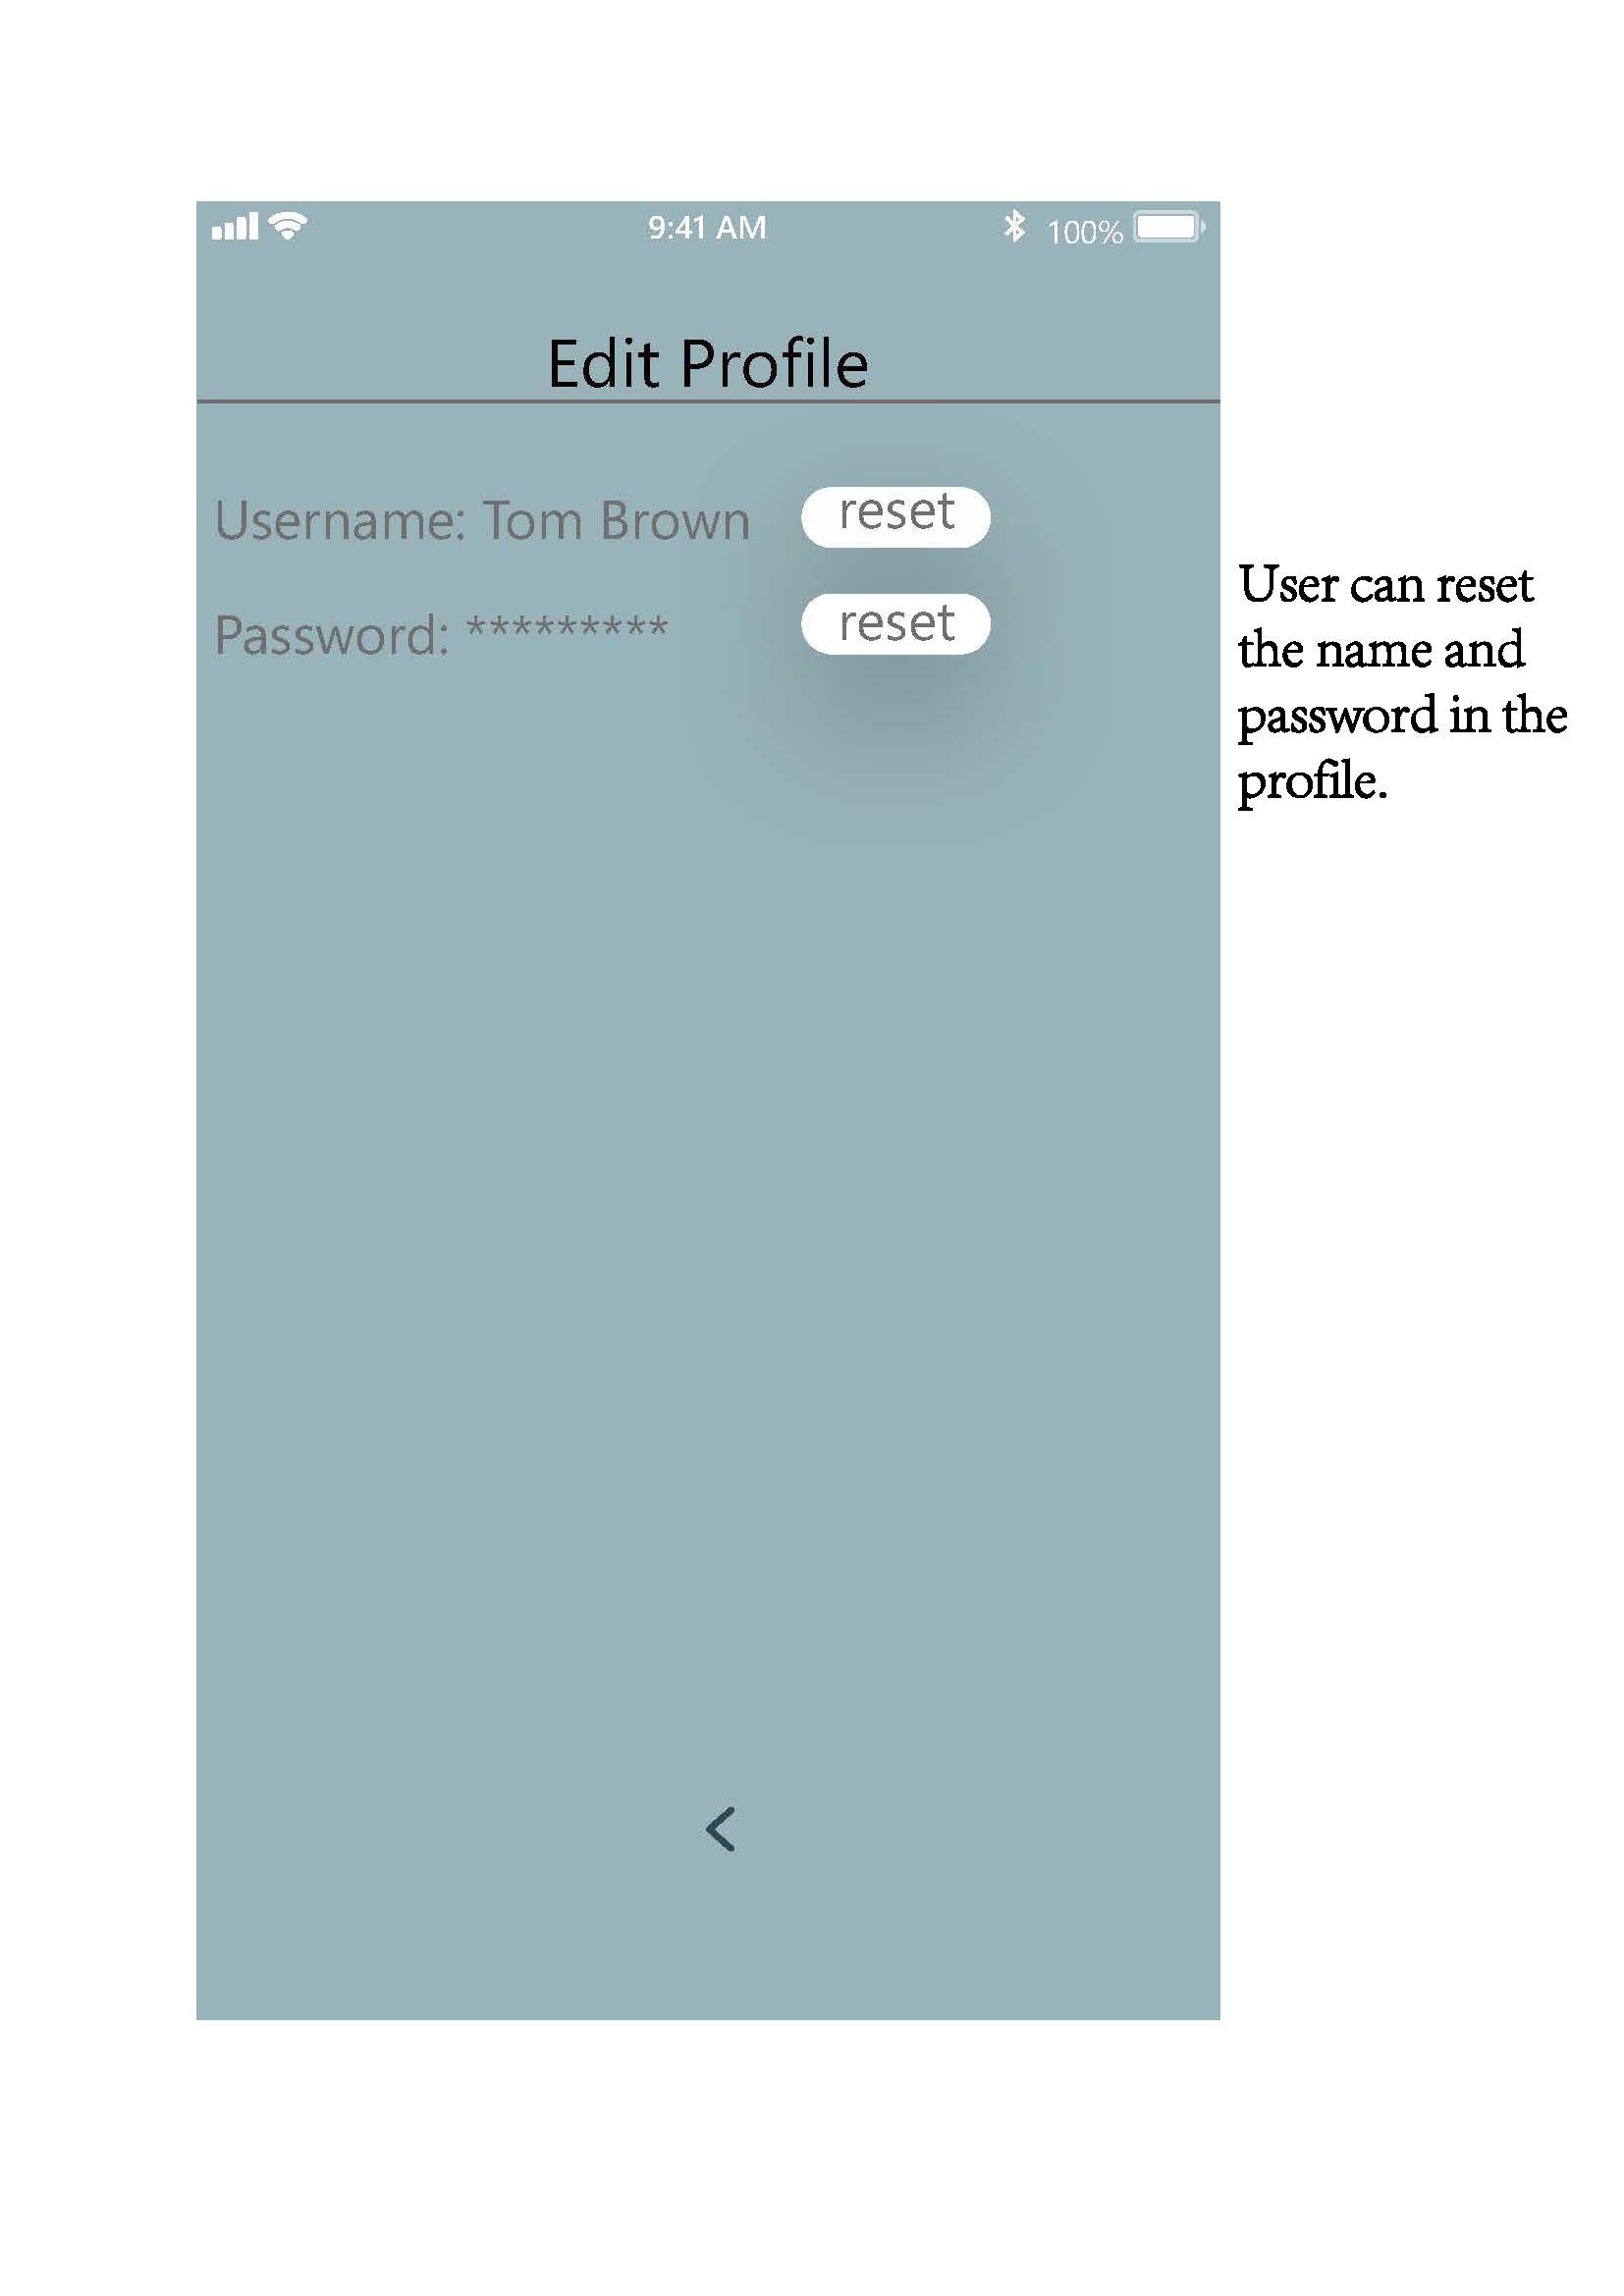 9:41 AM 100%
Edit Profile
Username: Tom Brown reset
Password: ********* reset
User can reset
the name and
password in the
profile.
<